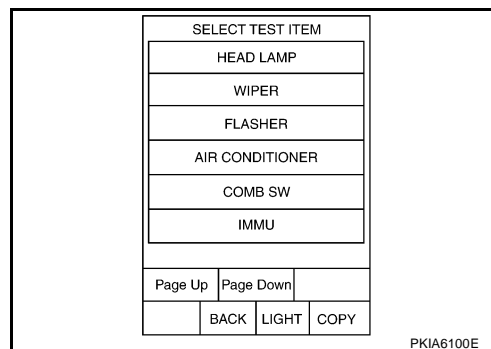 SELECT TEST ITEM
HEAD LAMP
WIPER
FLASHER
AIR CONDITIONER
COMB SW
IMMU
Page Up Page Down
BACK LIGHT COPY
PKIA6100E